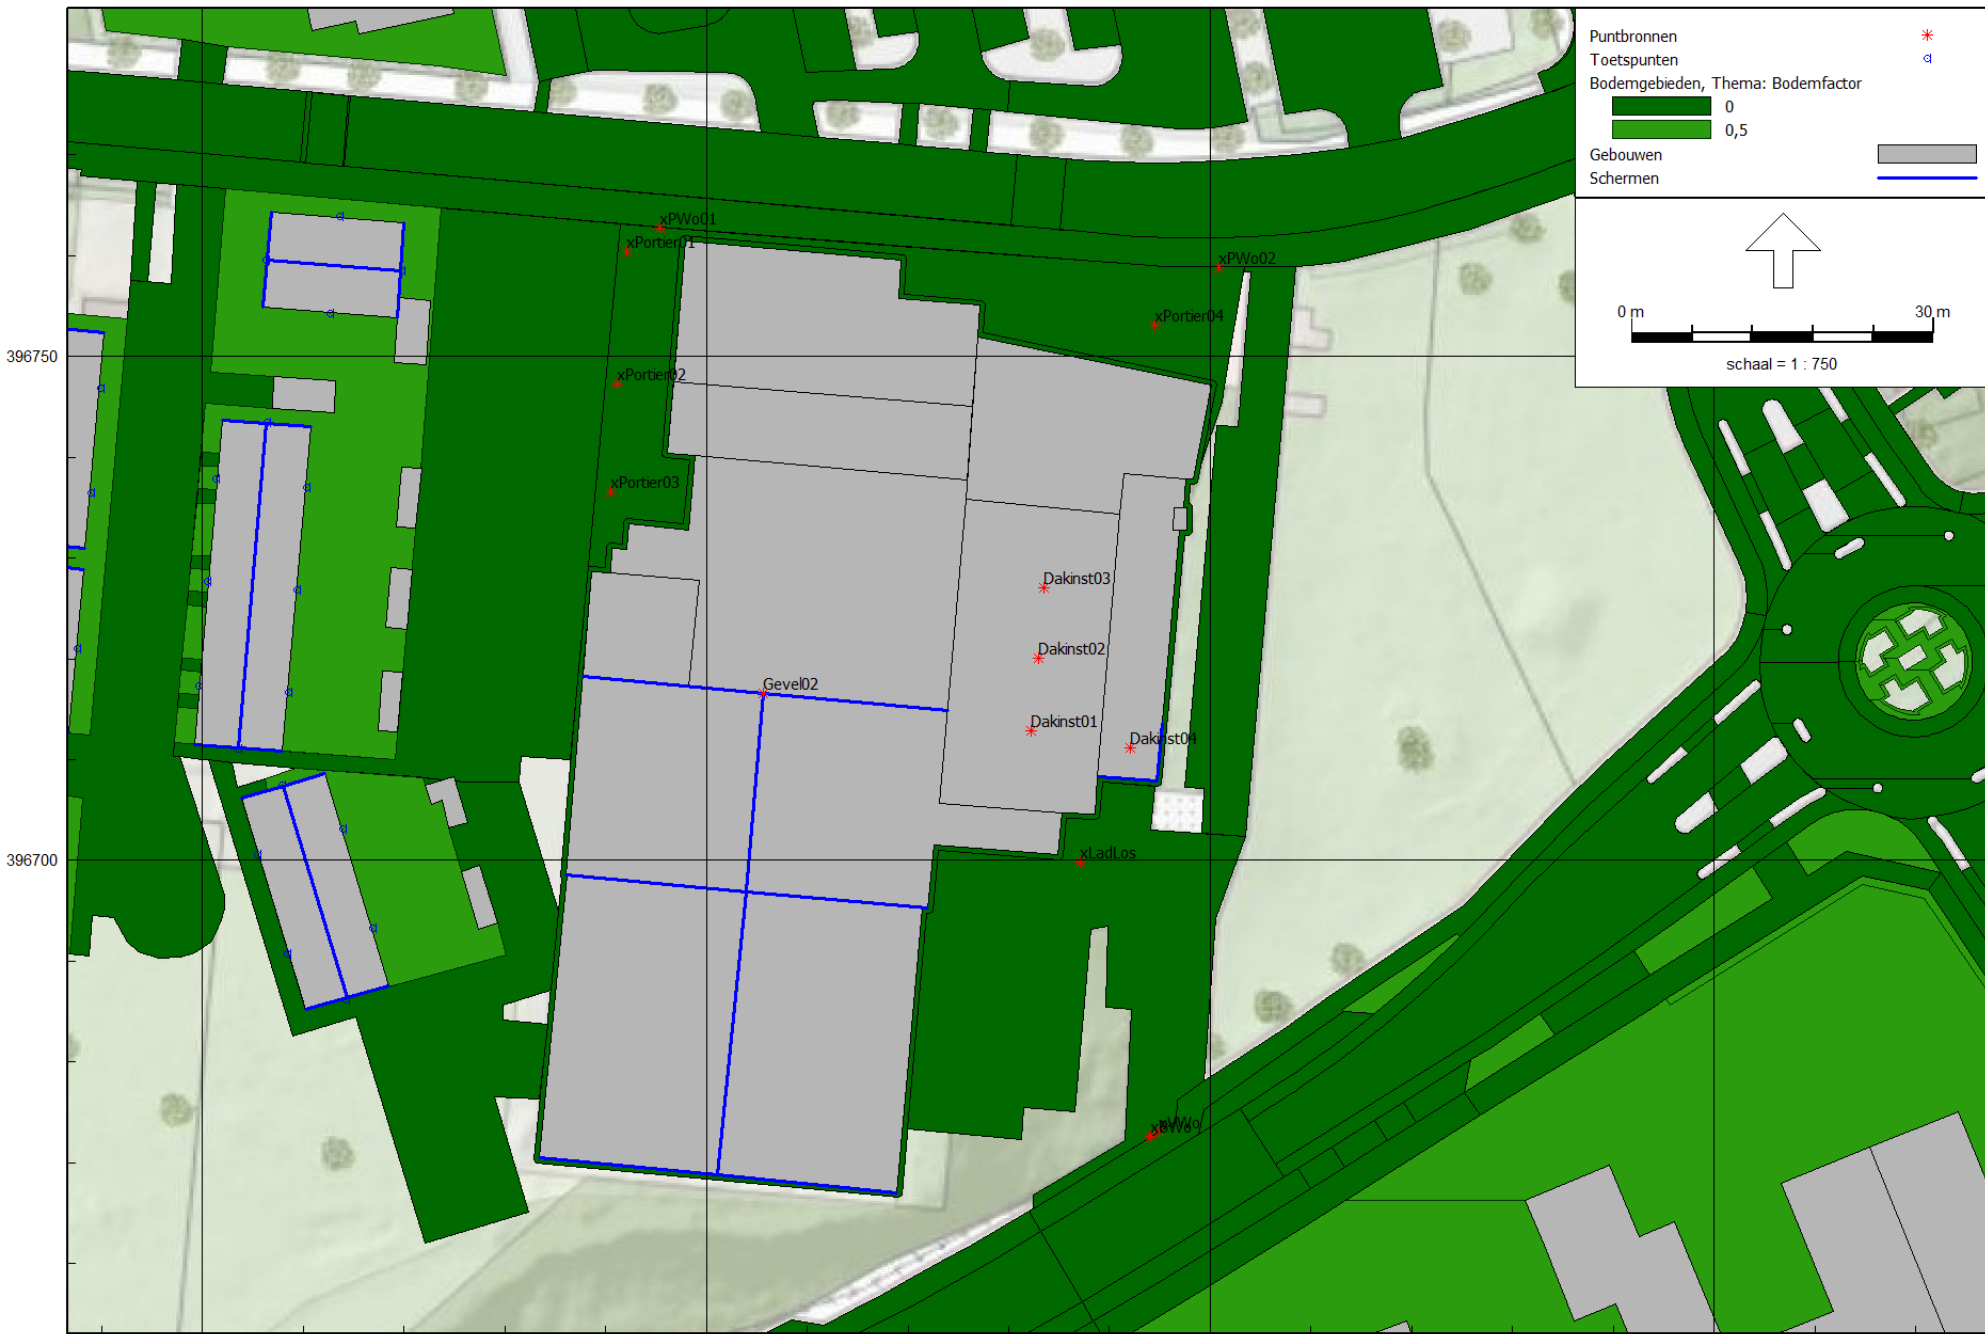 Puntbronnen
Toetspunten
Bodemgebieden, Thema: Bodemfactor
0
0,5
Gebouwen
Schermen
0 m 30 m
schaal = 1 : 750
xPWo01
xPortier01
xPWo02
xPortier04
396750
xPortier02
xPortier03
Dakinst03
Dakinst02
Gevel02
Dakinst01
Dakinst04
396700
xLadLos